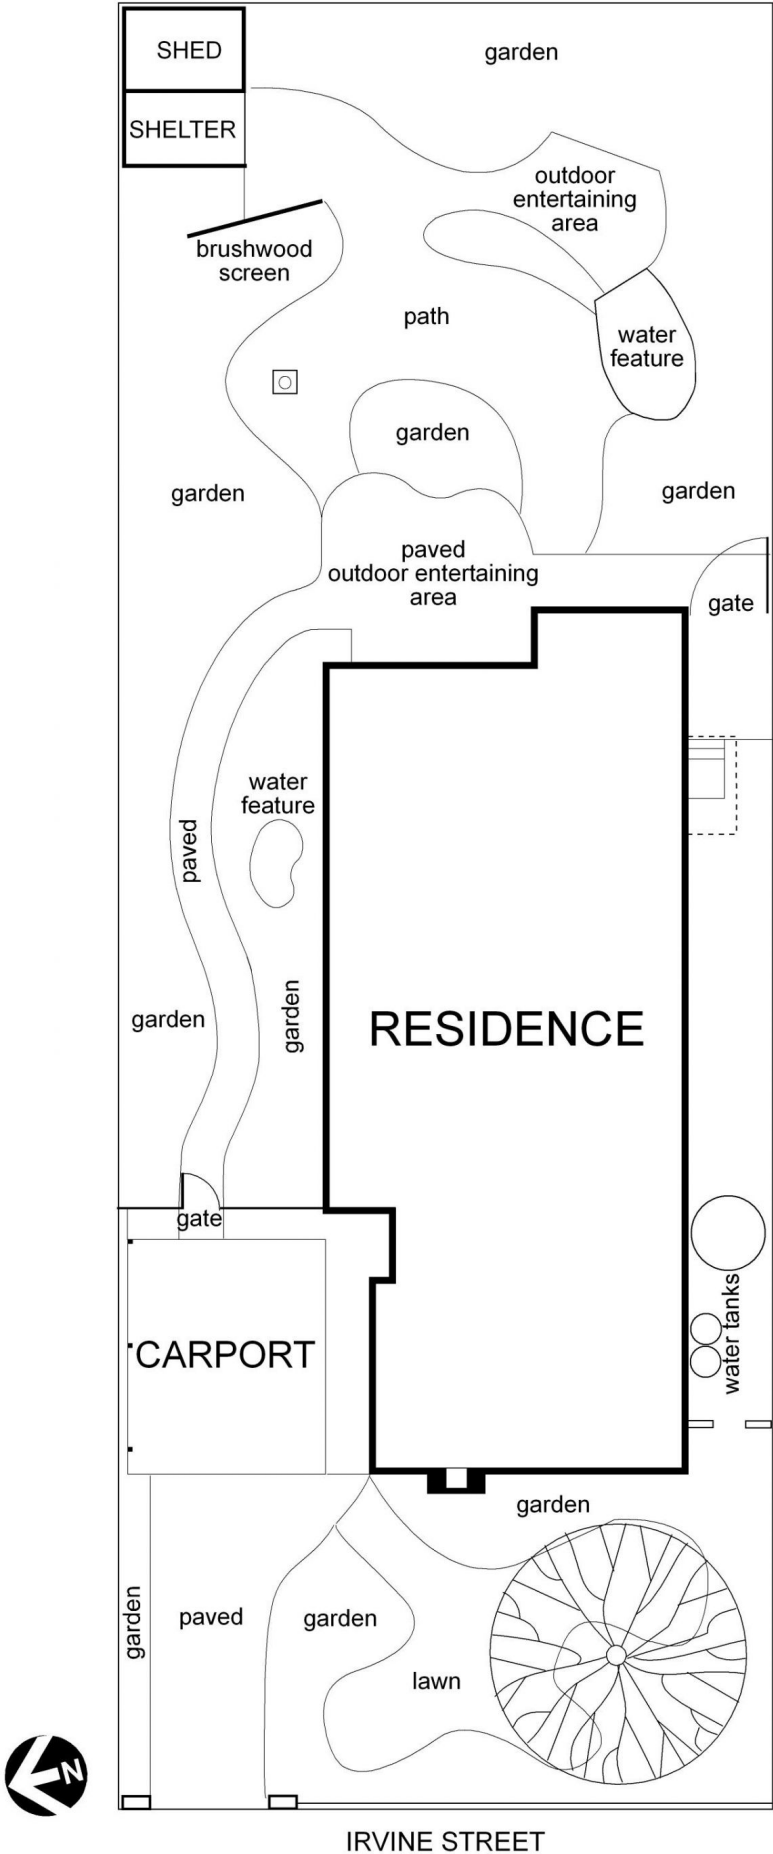 SHED
garden
SHELTER
outdoor
entertaining
area
brushwood
screen
path
water
feature
garden
garden
garden
paved
outdoor entertaining
area
gate
water
feature
paved
garden
garden
RESIDENCE
gate
CARPORT
water tanks
garden
garden
paved
garden
lawn
N
IRVINE STREET